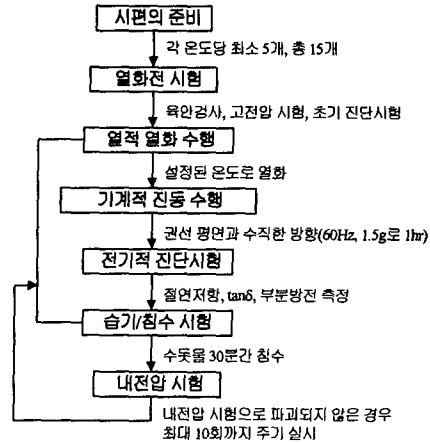 시편의 준비
각 온도당 최소 5개, 총 15개
열화전 시험
육안검사, 고전압 시험, 초기 진단시험
열적 열화 수행
설정된 온도로 열화
기계적 진동 수행
권선 평면과 수직한 방향(60Hz, 1.5g로 1hr)
전기적 진단시험
절연저항, tanδ, 부분방전 측정
습기/침수 시험
수돗물 30분간 침수
내전압 시험
내전압 시험으로 파괴되지 않은 경우
최대 10회까지 주기 실시